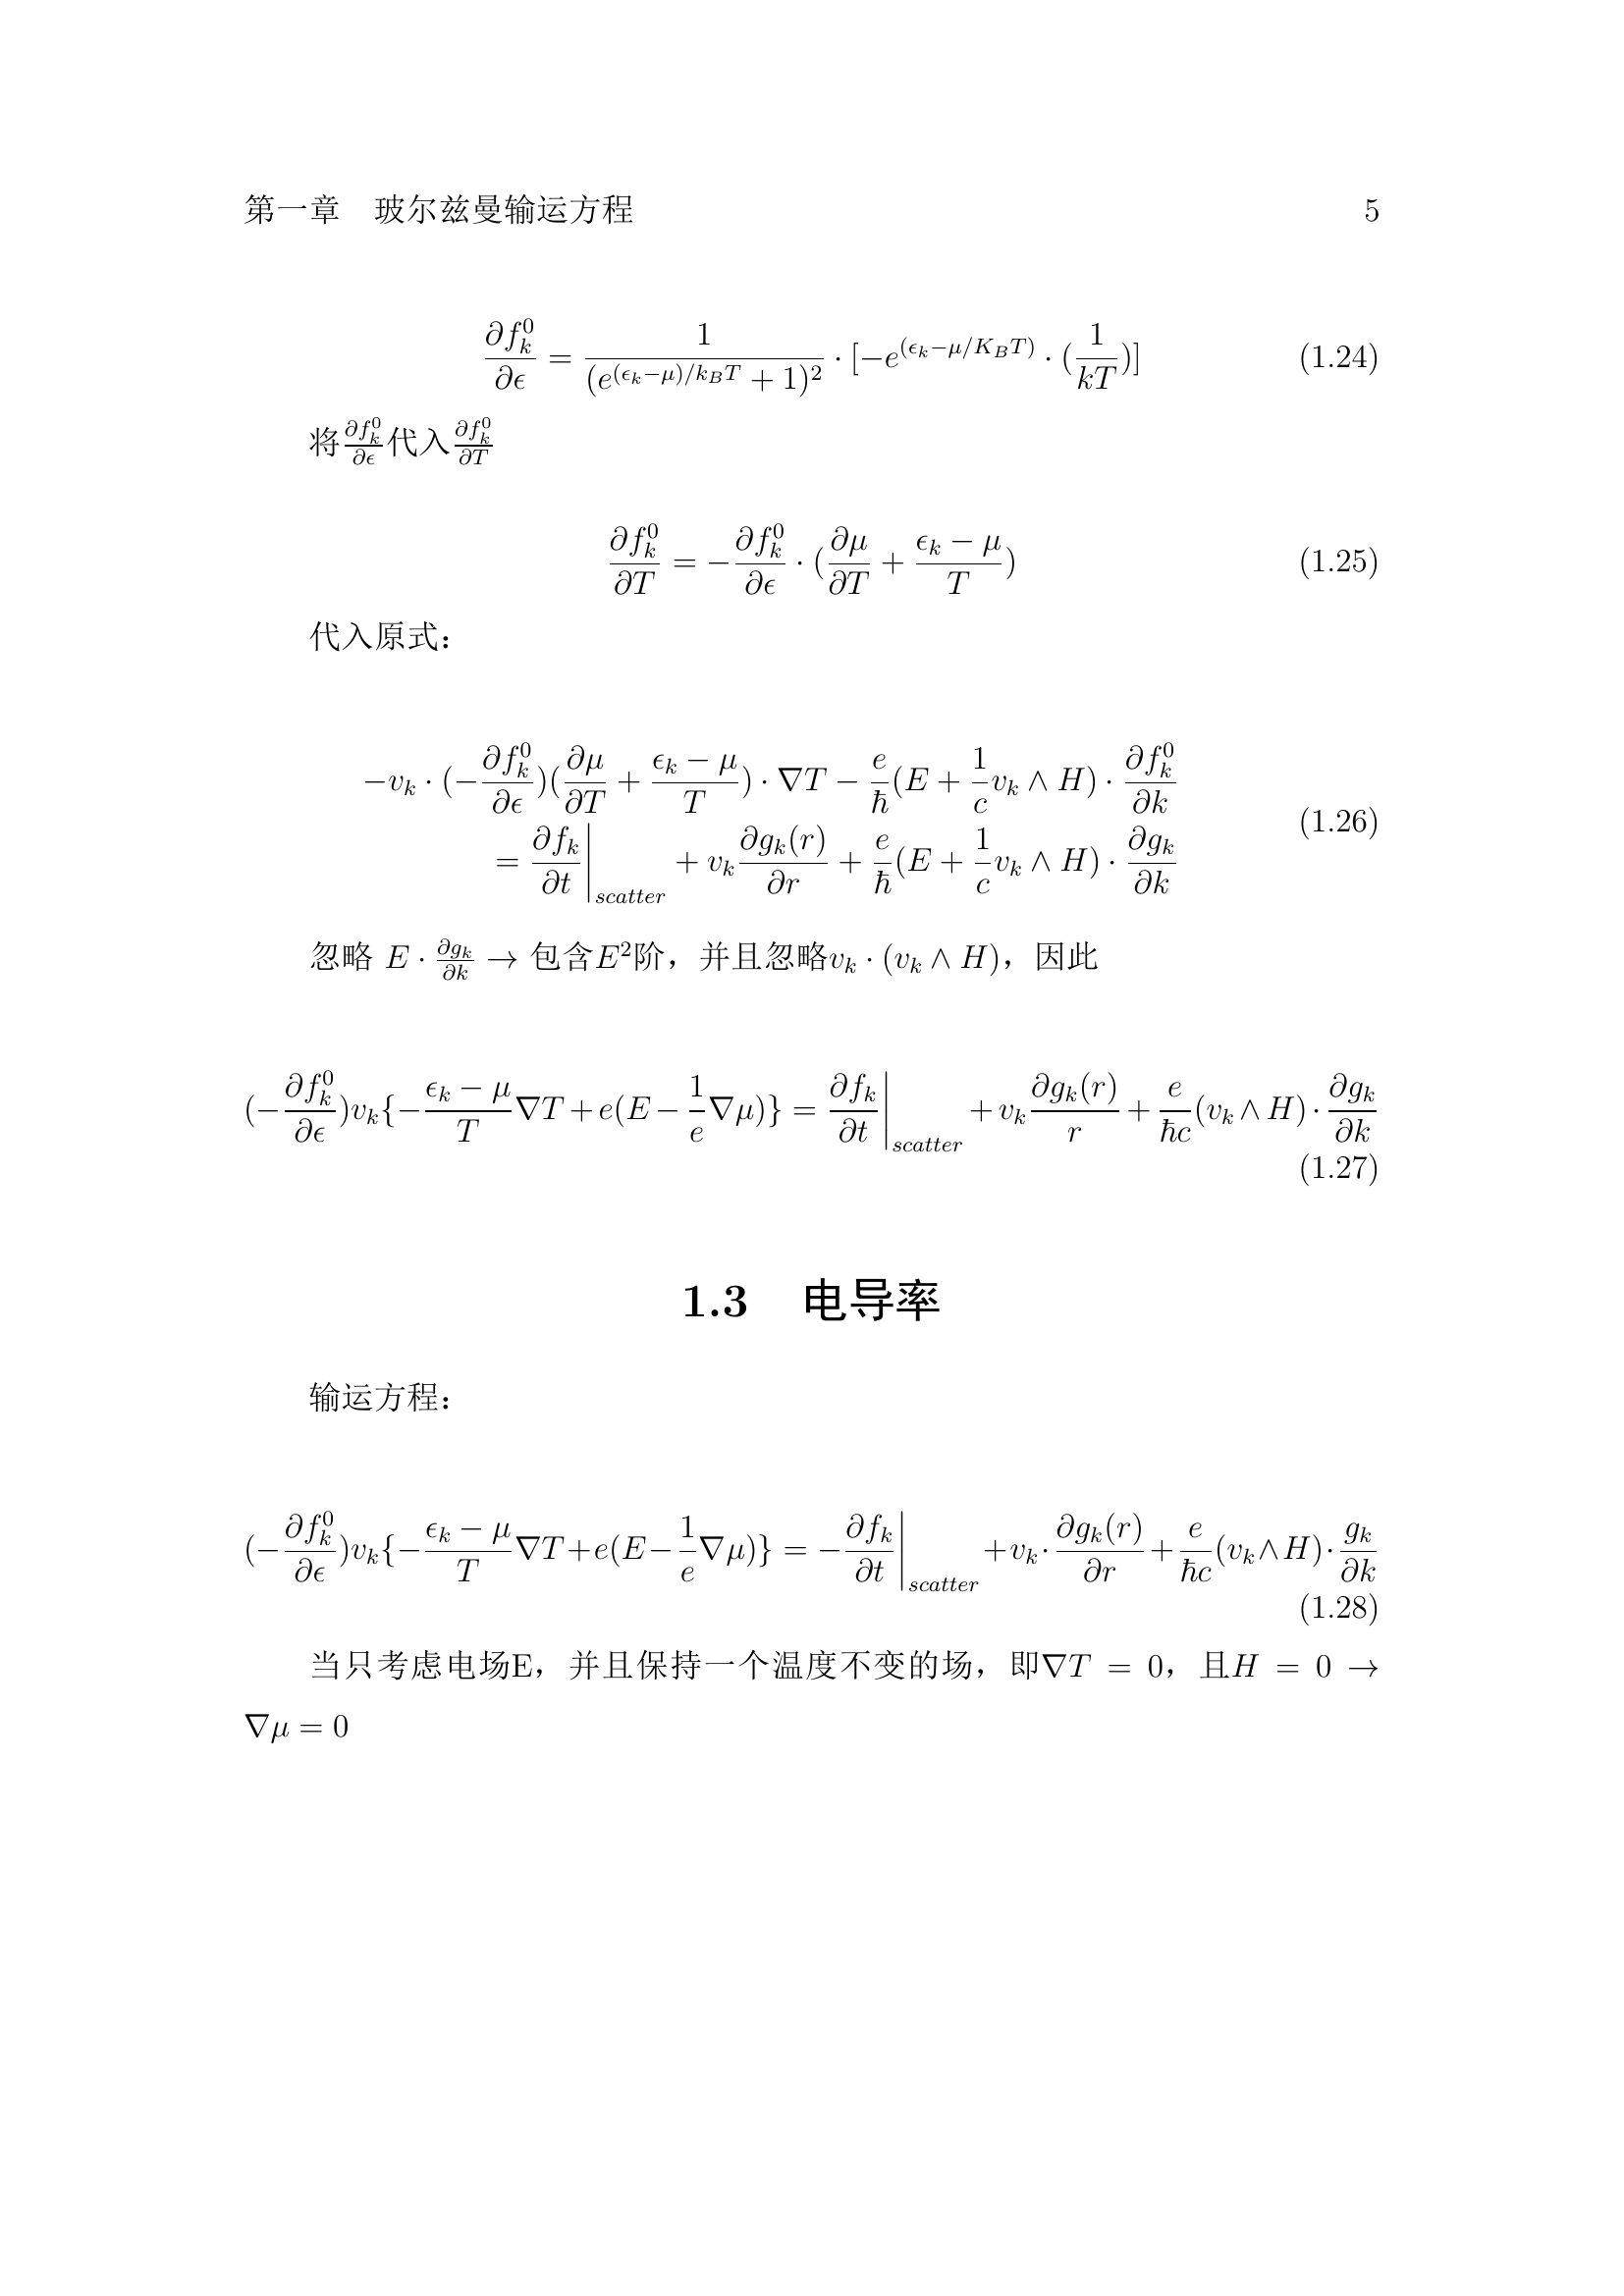 第一章 玻尔兹曼输运方程 5
$$\frac{\partial f_k^0}{\partial \epsilon} = \frac{1}{(e^{(\epsilon_k-\mu)/k_BT}+1)^2} \cdot [-e^{(\epsilon_k-\mu/K_BT)} \cdot (\frac{1}{kT})] \quad (1.24)$$
将$\frac{\partial f_k^0}{\partial \epsilon}$代入$\frac{\partial f_k^0}{\partial T}$
$$\frac{\partial f_k^0}{\partial T} = -\frac{\partial f_k^0}{\partial \epsilon} \cdot (\frac{\partial \mu}{\partial T} + \frac{\epsilon_k-\mu}{T}) \quad (1.25)$$
代入原式：
$$-v_k \cdot (-\frac{\partial f_k^0}{\partial \epsilon})(\frac{\partial \mu}{\partial T} + \frac{\epsilon_k-\mu}{T}) \cdot \nabla T - \frac{e}{\hbar}(E + \frac{1}{c}v_k \wedge H) \cdot \frac{\partial f_k^0}{\partial k}$$
$$= \left.\frac{\partial f_k}{\partial t}\right|_{scatter} + v_k\frac{\partial g_k(r)}{\partial r} + \frac{e}{\hbar}(E + \frac{1}{c}v_k \wedge H) \cdot \frac{\partial g_k}{\partial k} \quad (1.26)$$
忽略 $E \cdot \frac{\partial g_k}{\partial k} \to$ 包含$E^2$阶，并且忽略$v_k \cdot (v_k \wedge H)$，因此
$$(-\frac{\partial f_k^0}{\partial \epsilon})v_k\{-\frac{\epsilon_k-\mu}{T}\nabla T + e(E - \frac{1}{e}\nabla\mu)\} = \left.\frac{\partial f_k}{\partial t}\right|_{scatter} + v_k\frac{\partial g_k(r)}{r} + \frac{e}{\hbar c}(v_k \wedge H) \cdot \frac{\partial g_k}{\partial k}$$
(1.27)
1.3 电导率
输运方程：
$$(-\frac{\partial f_k^0}{\partial \epsilon})v_k\{-\frac{\epsilon_k-\mu}{T}\nabla T + e(E - \frac{1}{e}\nabla\mu)\} = -\left.\frac{\partial f_k}{\partial t}\right|_{scatter} + v_k \cdot \frac{\partial g_k(r)}{\partial r} + \frac{e}{\hbar c}(v_k \wedge H) \cdot \frac{g_k}{\partial k}$$
(1.28)
当只考虑电场E，并且保持一个温度不变的场，即$\nabla T = 0$，且$H = 0 \to$
$\nabla\mu = 0$